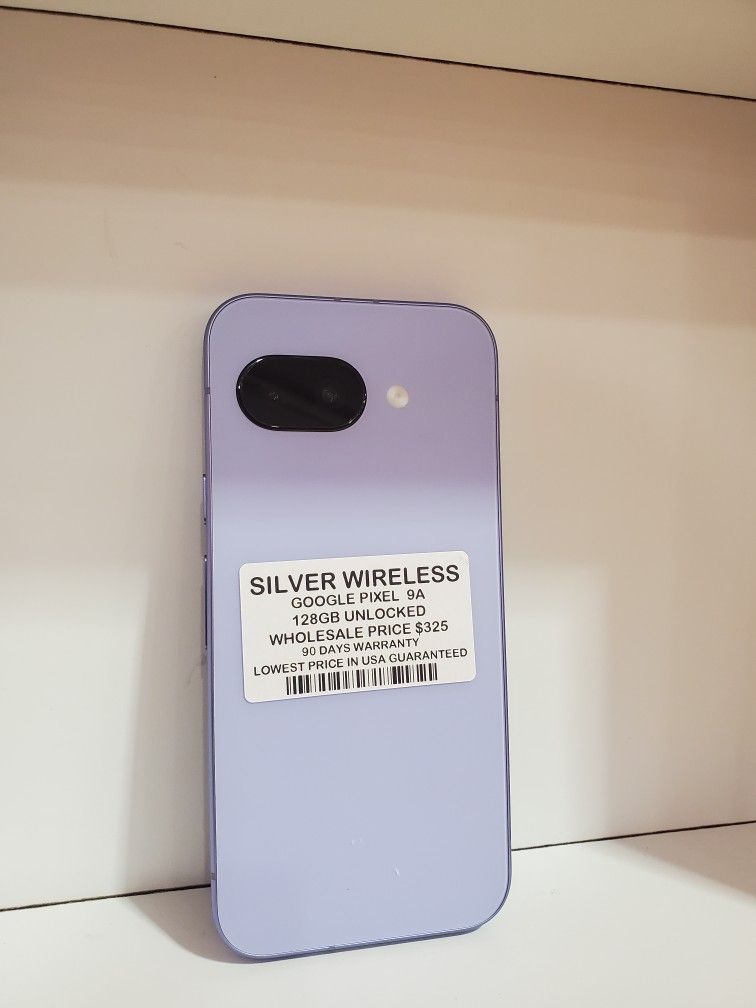 SILVER WIRELESS
GOOGLE PIXEL 9A
128GB UNLOCKED
WHOLESALE PRICE $325
90 DAYS WARRANTY
LOWEST PRICE IN USA GUARANTEED